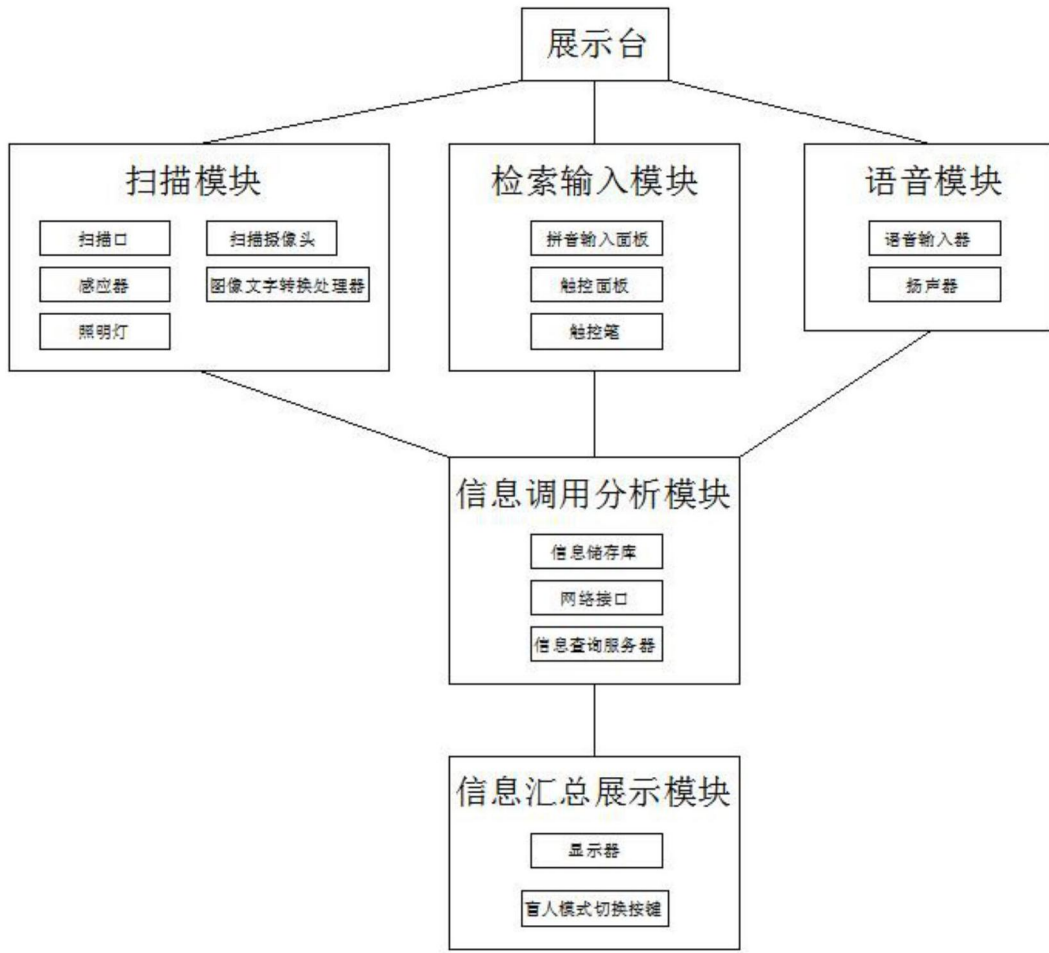 展示台
扫描模块
扫描口
扫描摄像头
感应器
图像文字转换处理器
照明灯
检索输入模块
拼音输入面板
触控面板
触控笔
语音模块
语音输入器
扬声器
信息调用分析模块
信息储存库
网络接口
信息查询服务器
信息汇总展示模块
显示器
盲人模式切换按键